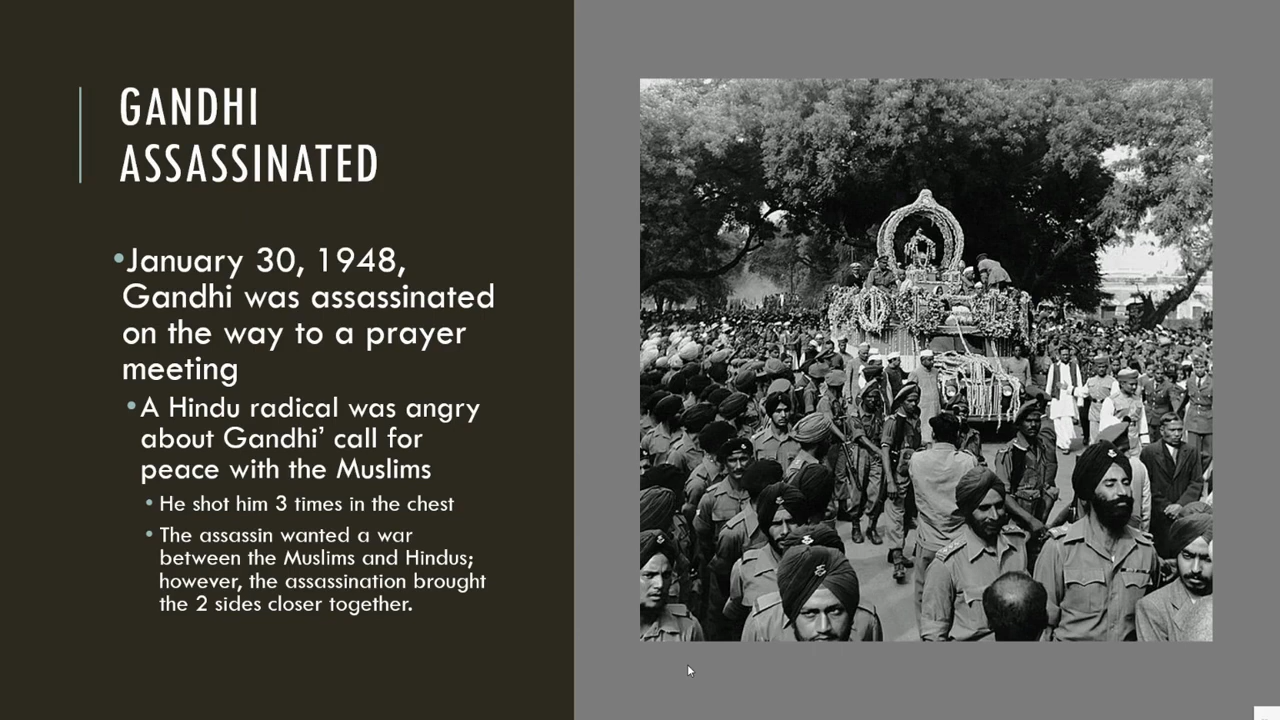 GANDHI
ASSASSINATED
•January 30, 1948,
Gandhi was assassinated
on the way to a prayer
meeting
•A Hindu radical was angry
about Gandhi’ call for
peace with the Muslims
•He shot him 3 times in the chest
•The assassin wanted a war
between the Muslims and Hindus;
however, the assassination brought
the 2 sides closer together.